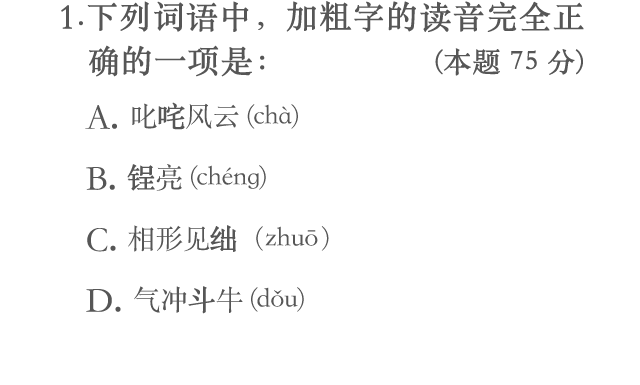 1.下列词语中，加粗字的读音完全正
确的一项是：	(本题 75 分)
A. 叱咤风云(chà)
B. 锃亮(chéng)
C. 相形见绌（zhuō）
D. 气冲斗牛(dǒu)